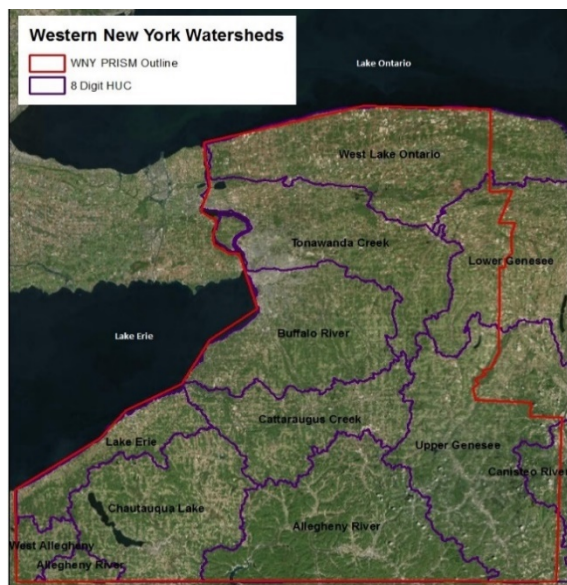 Western New York Watersheds
WNY PRISM Outline
8 Digit HUC
Lake Ontario
West Lake Ontario
Tonawanda Creek
Lower Genesee
Buffalo River
Lake Erie
Cattaraugus Creek
Lake Erie
Upper Genesee
Canisteo River
Chautauqua Lake
Allegheny River
West Allegheny
Allegheny River